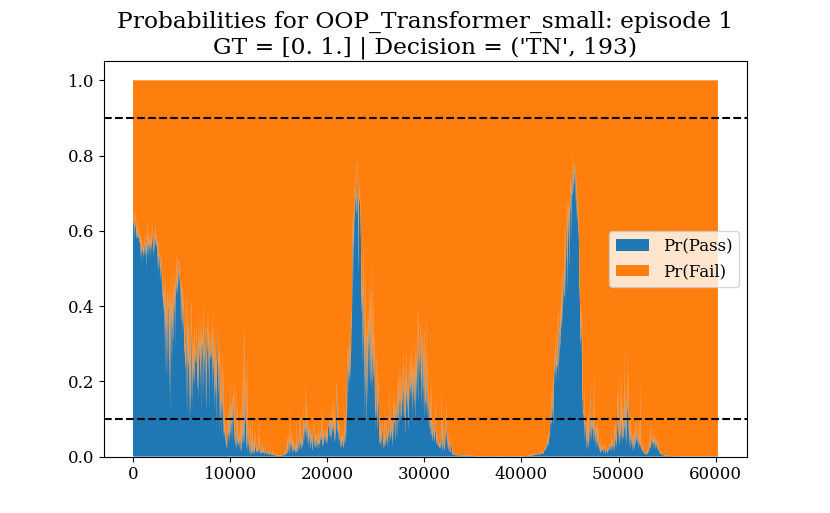 Probabilities for OOP_Transformer_small: episode 1
GT = [0. 1.] | Decision = ('TN', 193)
1.0
0.8
0.6
0.4
0.2
0.0
Pr(Pass)
Pr(Fail)
0 10000 20000 30000 40000 50000 60000